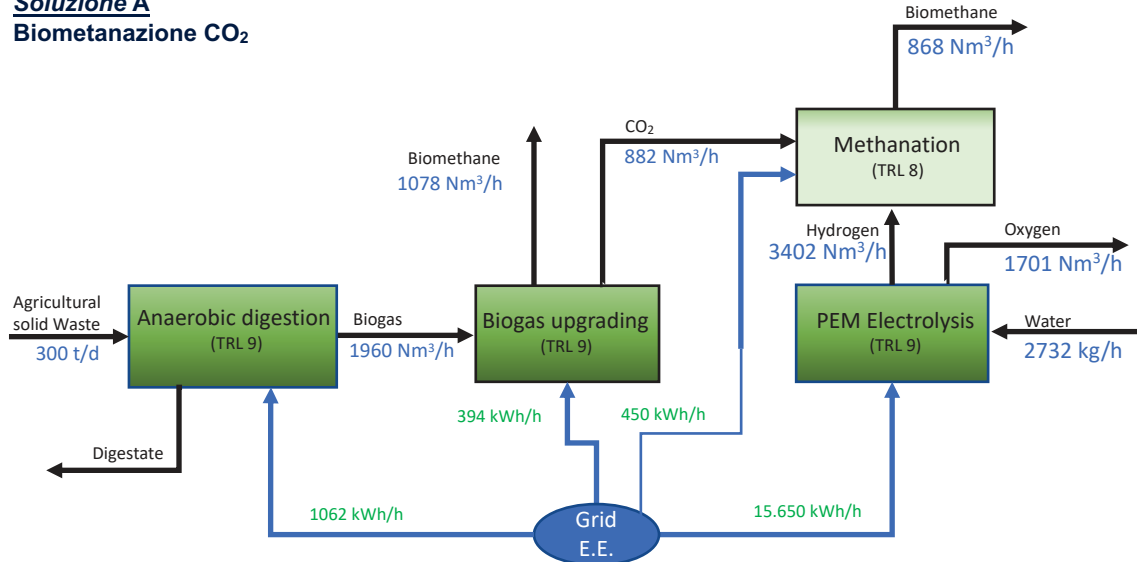 Soluzione A
Biometanazione CO₂
Biomethane
868 Nm³/h
CO₂
882 Nm³/h
Methanation
(TRL 8)
Biomethane
1078 Nm³/h
Hydrogen
3402 Nm³/h
Oxygen
1701 Nm³/h
Agricultural
solid Waste
300 t/d
Anaerobic digestion
(TRL 9)
Biogas
1960 Nm³/h
Biogas upgrading
(TRL 9)
PEM Electrolysis
(TRL 9)
Water
2732 kg/h
394 kWh/h
450 kWh/h
Digestate
1062 kWh/h
15.650 kWh/h
Grid
E.E.